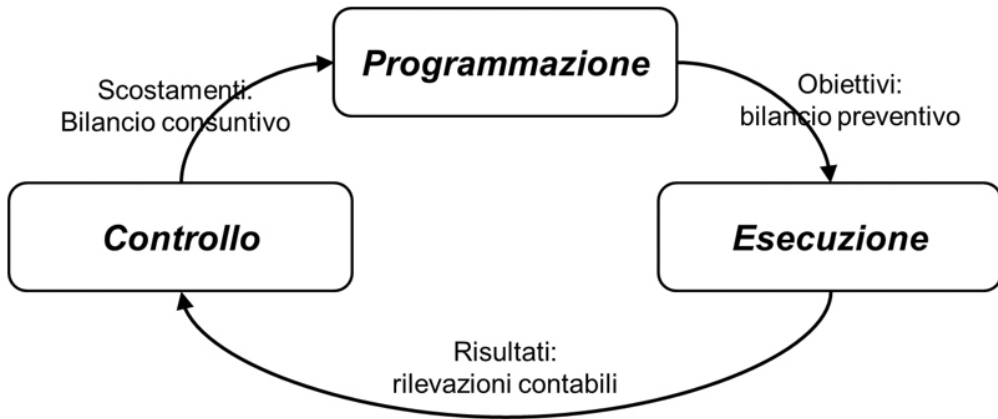 Programmazione
Scostamenti:
Bilancio consuntivo
Obiettivi:
bilancio preventivo
Controllo
Esecuzione
Risultati:
rilevazioni contabili